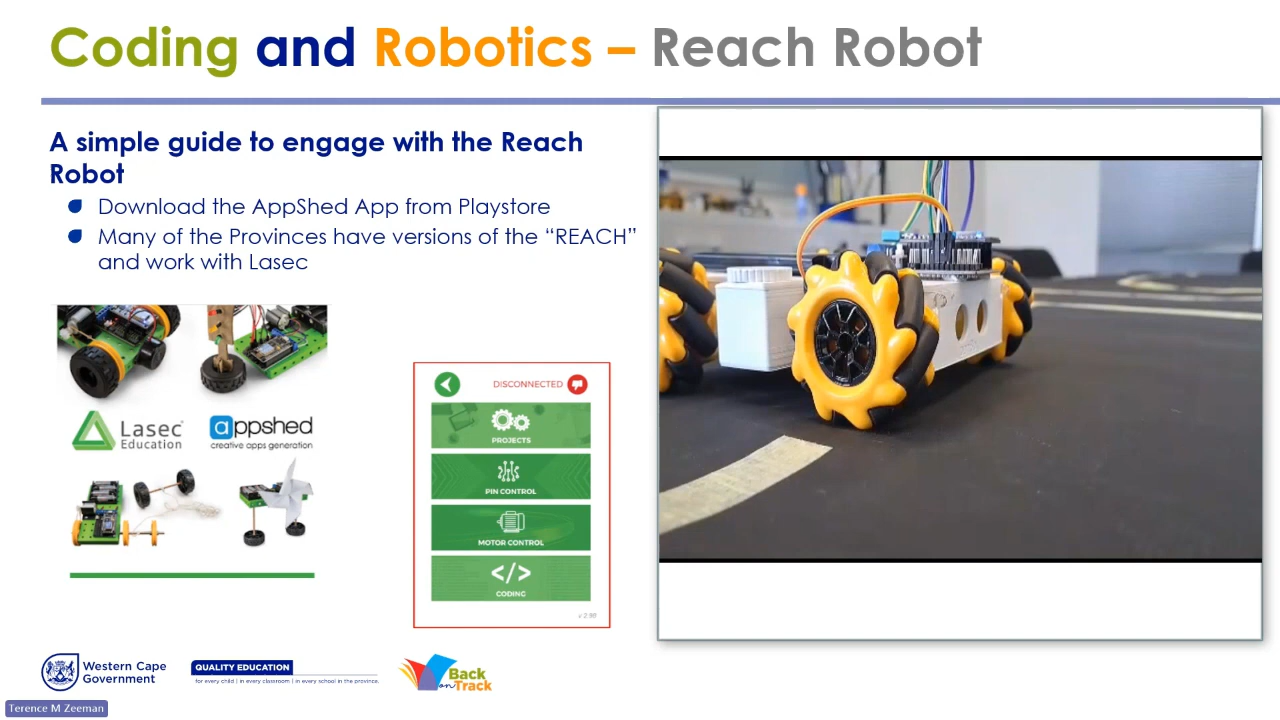 Coding and Robotics – Reach Robot
A simple guide to engage with the Reach
Robot
Download the AppShed App from Playstore
Many of the Provinces have versions of the “REACH”
and work with Lasec
Lasec
Education
appshed
creative apps generation
DISCONNECTED
PROJECTS
PIN CONTROL
MOTOR CONTROL
</>
CODING
v 2.98
Western Cape
Government
QUALITY EDUCATION
for every child | in every classroom | in every school in the province.
Back
on Track
Terence M Zeeman